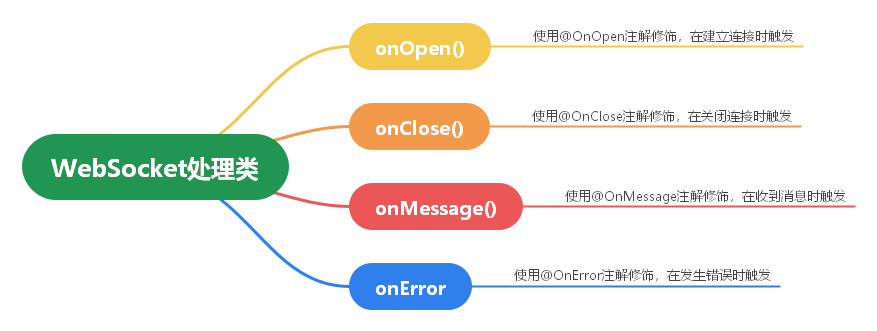 onOpen()
使用@OnOpen注解修饰，在建立连接时触发
onClose()
使用@OnClose注解修饰，在关闭连接时触发
WebSocket处理类
onMessage()
使用@OnMessage注解修饰，在收到消息时触发
onError
使用@OnError注解修饰，在发生错误时触发